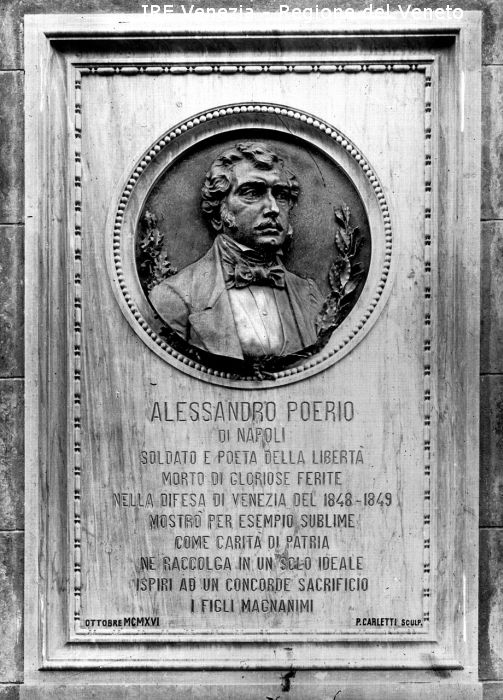 IRE Venezia - Regione del Veneto
ALESSANDRO POERIO
DI NAPOLI
SOLDATO E POETA DELLA LIBERTÀ
MORTO DI GLORIOSE FERITE
NELLA DIFESA DI VENEZIA DEL 1848-1849
MOSTRÒ PER ESEMPIO SUBLIME
COME CARITÀ DI PATRIA
NE RACCOLGA IN UN SOLO IDEALE
ISPIRI AD UN CONCORDE SACRIFICIO
I FIGLI MAGNANIMI
OTTOBRE MCMXVI P. CARLETTI SCULP.